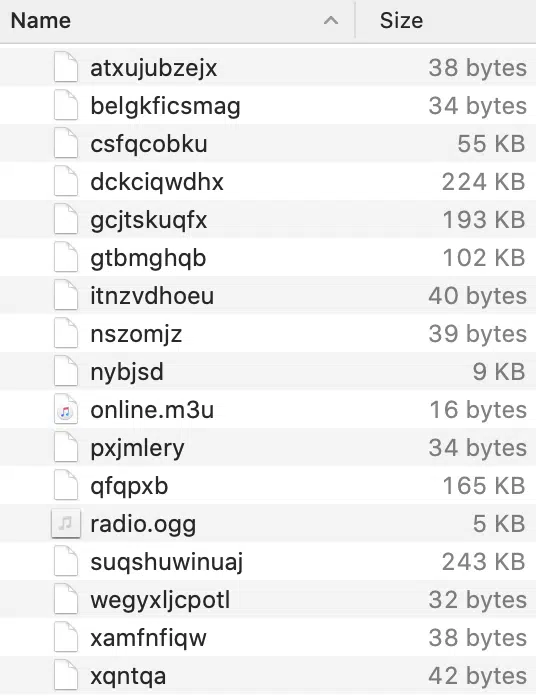 Name Size
atxujubzejx 38 bytes
belgkficsmag 34 bytes
csfqcobku 55 KB
dckciqwdhx 224 KB
gcjtskuqfx 193 KB
gtbmghqb 102 KB
itnzvdhoeu 40 bytes
nszomjz 39 bytes
nybjsd 9 KB
online.m3u 16 bytes
pxjmlery 34 bytes
qfqpxb 165 KB
radio.ogg 5 KB
suqshuwinuaj 243 KB
wegyxljcpotl 32 bytes
xamfnfiqw 38 bytes
xqntqa 42 bytes